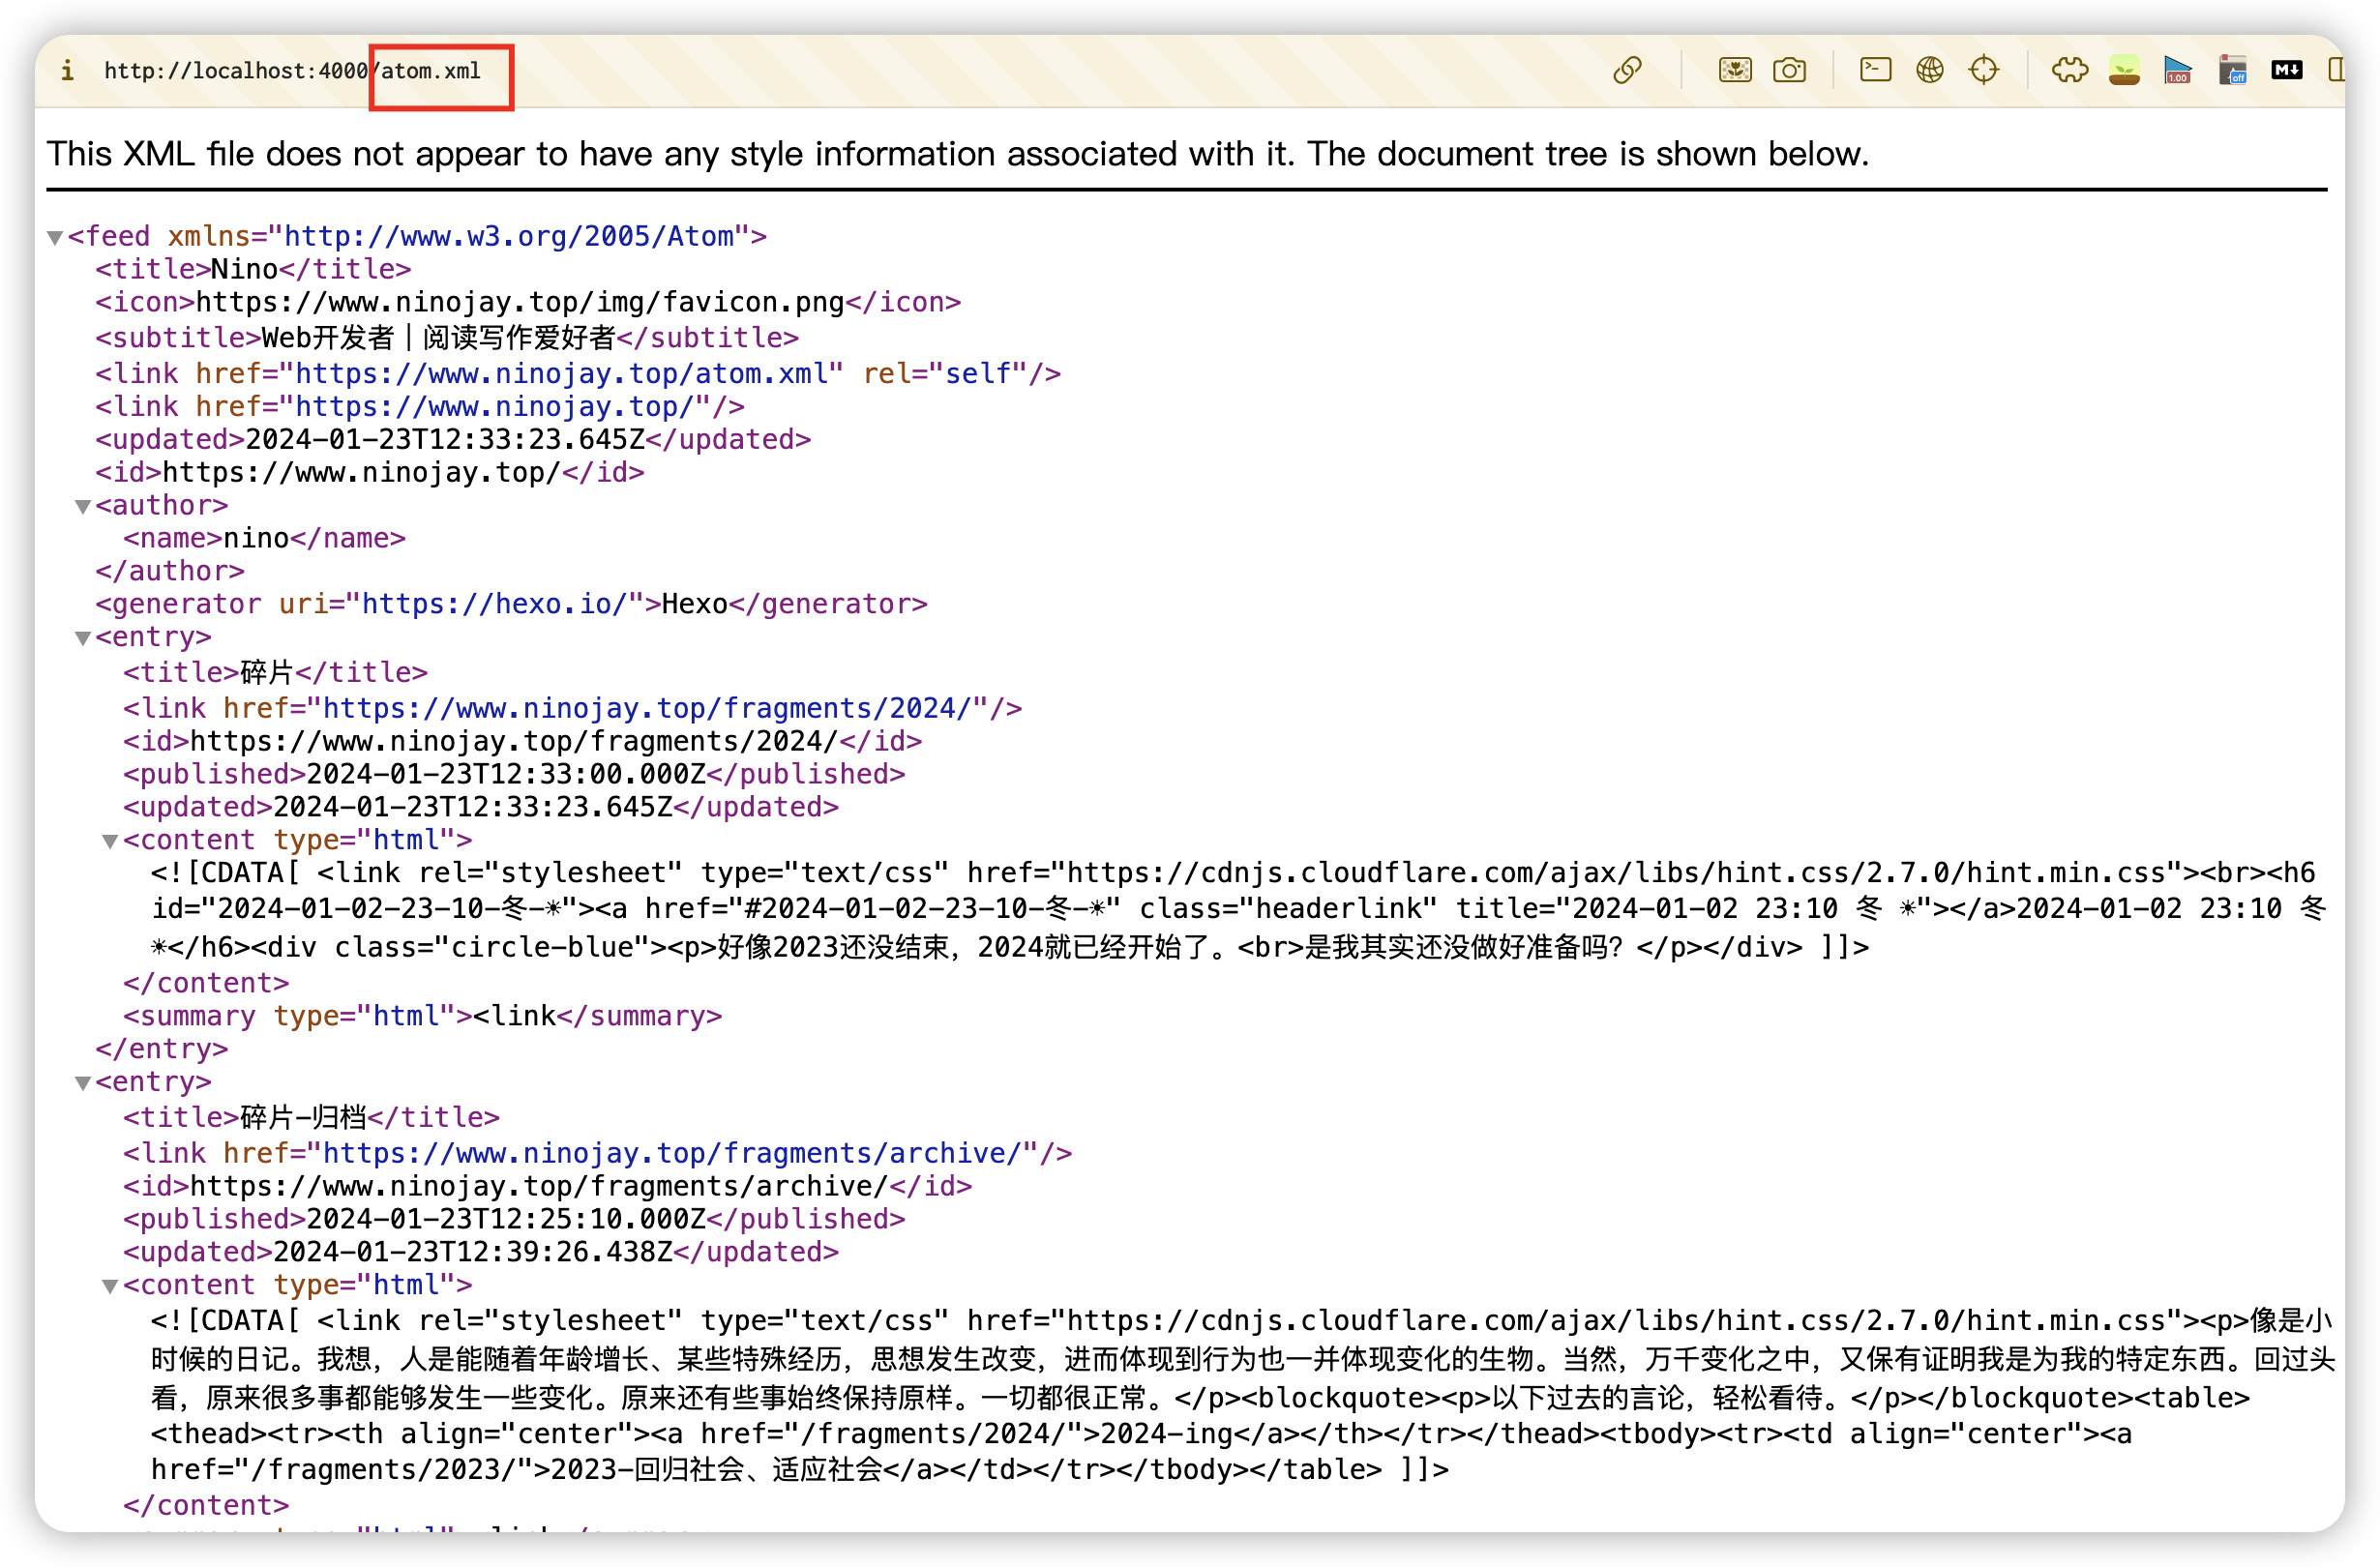 http://localhost:4000/atom.xml
This XML file does not appear to have any style information associated with it. The document tree is shown below.
▼<feed xmlns="http://www.w3.org/2005/Atom">
<title>Nino</title>
<icon>https://www.ninojay.top/img/favicon.png</icon>
<subtitle>Web开发者 | 阅读写作爱好者</subtitle>
<link href="https://www.ninojay.top/atom.xml" rel="self"/>
<link href="https://www.ninojay.top/"/>
<updated>2024-01-23T12:33:23.645Z</updated>
<id>https://www.ninojay.top/</id>
▼<author>
<name>nino</name>
</author>
<generator uri="https://hexo.io/">Hexo</generator>
▼<entry>
<title>碎片</title>
<link href="https://www.ninojay.top/fragments/2024/"/>
<id>https://www.ninojay.top/fragments/2024/</id>
<published>2024-01-23T12:33:00.000Z</published>
<updated>2024-01-23T12:33:23.645Z</updated>
▼<content type="html">
<![CDATA[ <link rel="stylesheet" type="text/css" href="https://cdnjs.cloudflare.com/ajax/libs/hint.css/2.7.0/hint.min.css"><br><h6
id="2024-01-02-23-10-冬-☀"><a href="#2024-01-02-23-10-冬-☀" class="headerlink" title="2024-01-02 23:10 冬 ☀"></a>2024-01-02 23:10 冬
☀</h6><div class="circle-blue"><p>好像2023还没结束，2024就已经开始了。<br>是我其实还没做好准备吗？</p></div> ]]>
</content>
<summary type="html"><link</summary>
</entry>
▼<entry>
<title>碎片-归档</title>
<link href="https://www.ninojay.top/fragments/archive/"/>
<id>https://www.ninojay.top/fragments/archive/</id>
<published>2024-01-23T12:25:10.000Z</published>
<updated>2024-01-23T12:39:26.438Z</updated>
▼<content type="html">
<![CDATA[ <link rel="stylesheet" type="text/css" href="https://cdnjs.cloudflare.com/ajax/libs/hint.css/2.7.0/hint.min.css"><p>像是小
时候的日记。我想，人是能随着年龄增长、某些特殊经历，思想发生改变，进而体现到行为也一并体现变化的生物。当然，万千变化之中，又保有证明我是为我的特定东西。回过头
看，原来很多事都能够发生一些变化。原来还有些事始终保持原样。一切都很正常。</p><blockquote><p>以下过去的言论，轻松看待。</p></blockquote><table>
<thead><tr><th align="center"><a href="/fragments/2024/">2024-ing</a></th></tr></thead><tbody><tr><td align="center"><a
href="/fragments/2023/">2023-回归社会、适应社会</a></td></tr></tbody></table> ]]>
</content>